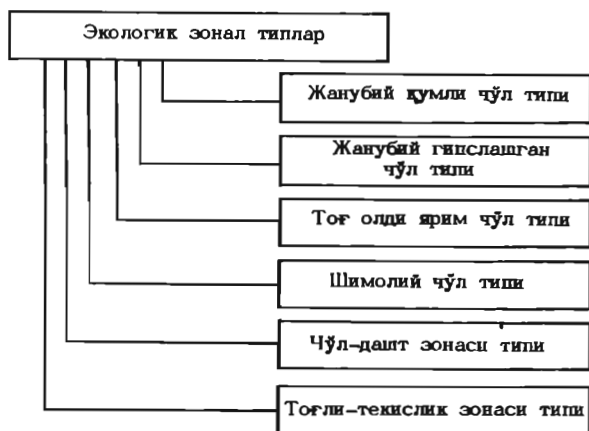 Экологик зонал типлар
Жанубий қумли чўл типи
Жанубий гипслашган
чўл типи
Тоғ олди ярим чўл типи
Шимолий чўл типи
Чўл-дашт зонаси типи
Тоғли-текислик зонаси типи